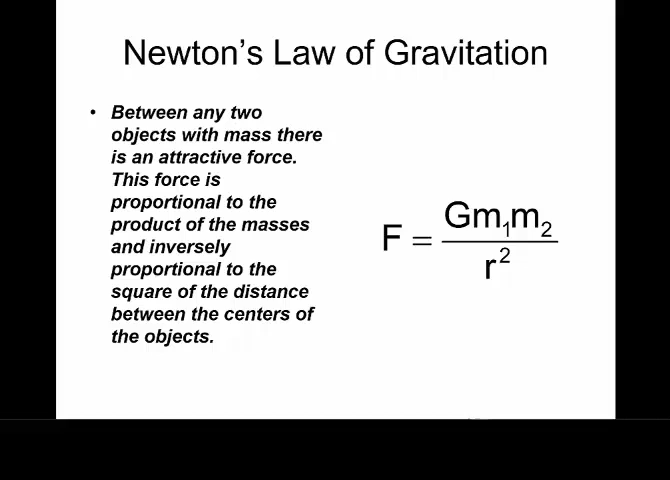 Newton’s Law of Gravitation
• Between any two
objects with mass there
is an attractive force.
This force is
proportional to the
product of the masses
and inversely
proportional to the
square of the distance
between the centers of
the objects.
F = Gm₁m₂ / r²